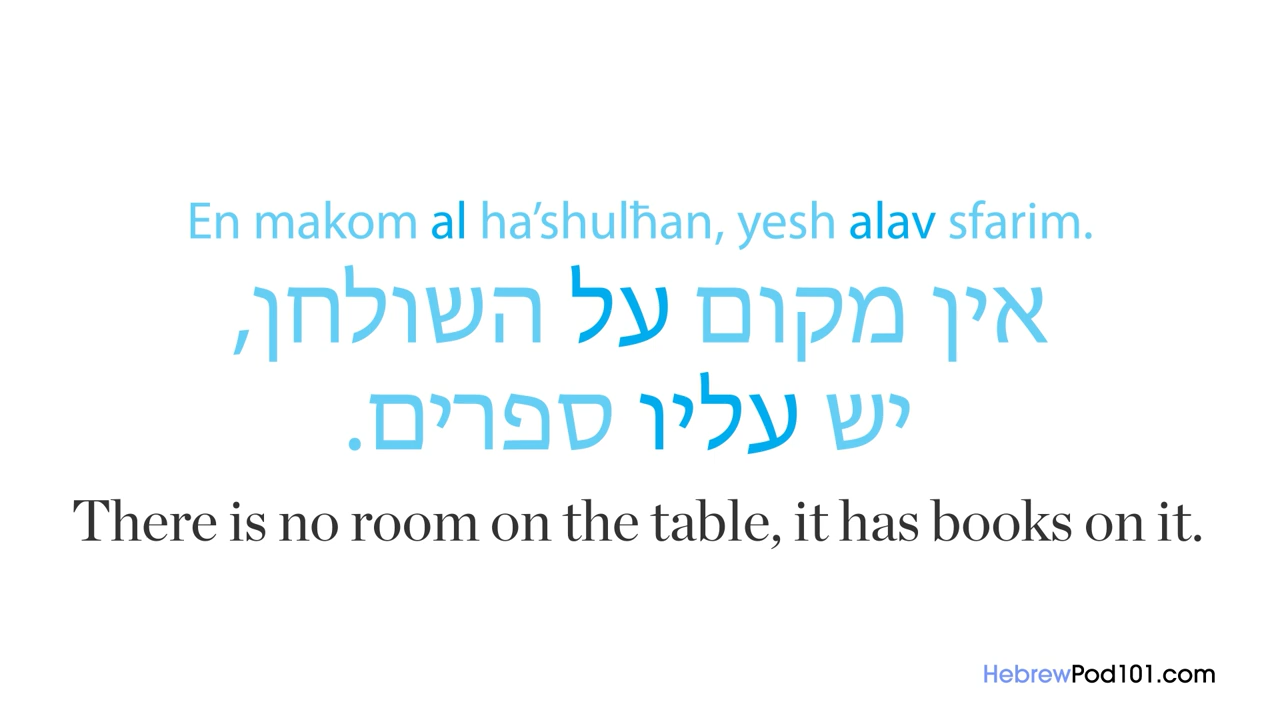 En makom al ha’shulħan, yesh alav sfarim.
אין מקום על השולחן,
יש עליו ספרים.
There is no room on the table, it has books on it.
HebrewPod101.com